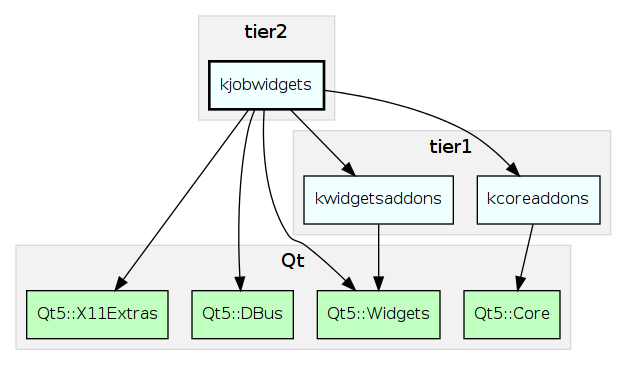 tier2
kjobwidgets
tier1
kwidgetsaddons
kcoreaddons
Qt
Qt5::X11Extras
Qt5::DBus
Qt5::Widgets
Qt5::Core